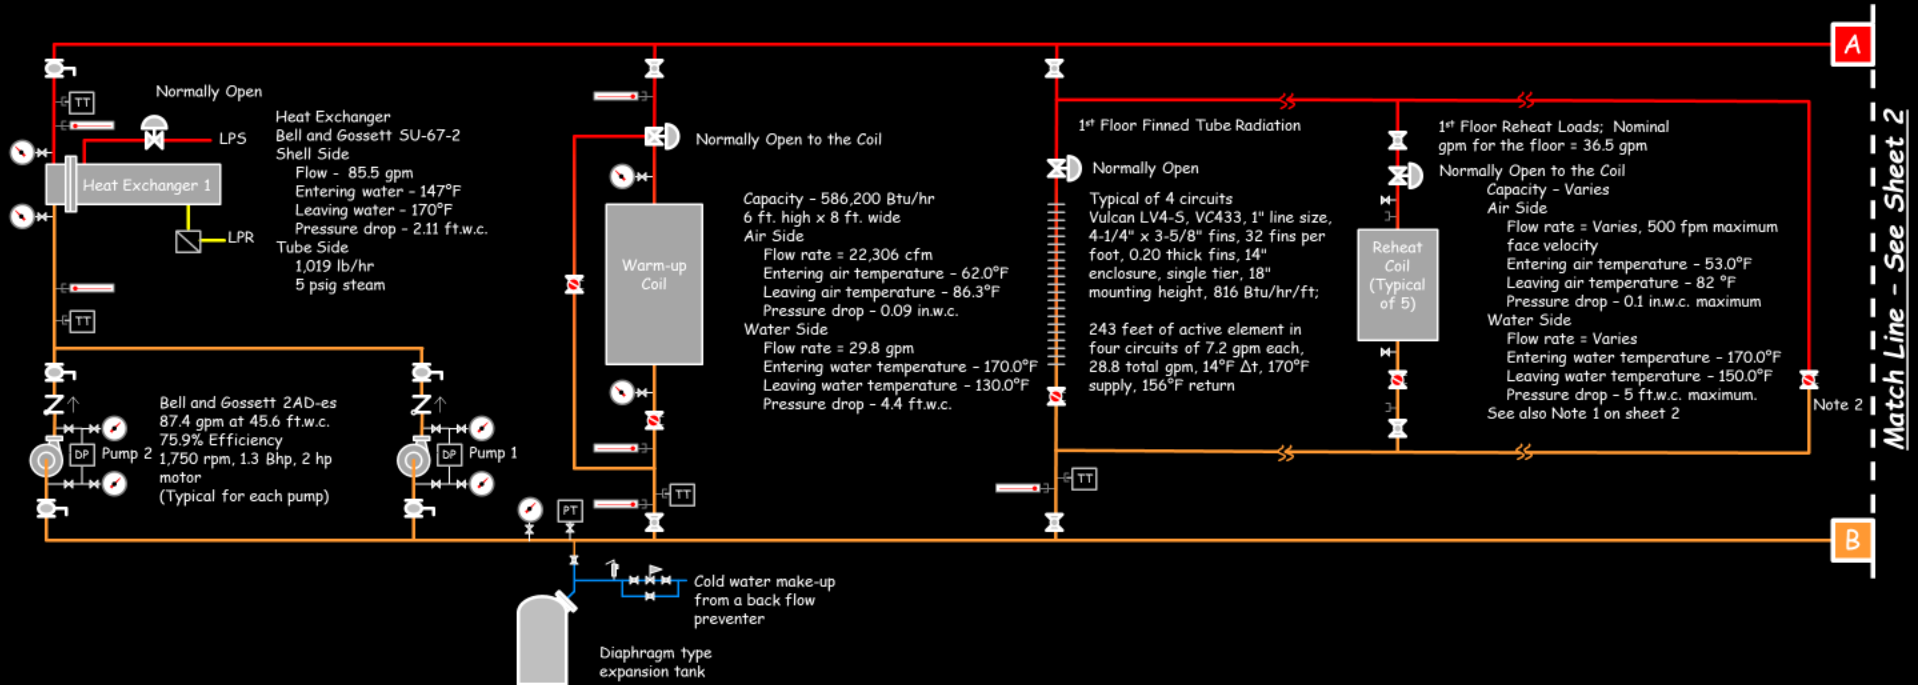 A
Normally Open
TT
LPS
Heat Exchanger
Bell and Gossett SU-67-2
Shell Side
Flow - 85.5 gpm
Entering water - 147°F
Leaving water - 170°F
Pressure drop - 2.11 ft.w.c.
Tube Side
1,019 lb/hr
5 psig steam
Heat Exchanger 1
LPR
TT
Bell and Gossett 2AD-es
87.4 gpm at 45.6 ft.w.c.
75.9% Efficiency
1,750 rpm, 1.3 Bhp, 2 hp
motor
(Typical for each pump)
DP
Pump 2
DP
Pump 1
PT
Normally Open to the Coil
Warm-up
Coil
Capacity - 586,200 Btu/hr
6 ft. high x 8 ft. wide
Air Side
Flow rate = 22,306 cfm
Entering air temperature - 62.0°F
Leaving air temperature - 86.3°F
Pressure drop - 0.09 in.w.c.
Water Side
Flow rate = 29.8 gpm
Entering water temperature - 170.0°F
Leaving water temperature - 130.0°F
Pressure drop - 4.4 ft.w.c.
TT
Cold water make-up
from a back flow
preventer
Diaphragm type
expansion tank
1st Floor Finned Tube Radiation
Normally Open
Typical of 4 circuits
Vulcan LV4-S, VC433, 1" line size,
4-1/4" x 3-5/8" fins, 32 fins per
foot, 0.20 thick fins, 14"
enclosure, single tier, 18"
mounting height, 816 Btu/hr/ft;
243 feet of active element in
four circuits of 7.2 gpm each,
28.8 total gpm, 14°F Δt, 170°F
supply, 156°F return
TT
1st Floor Reheat Loads; Nominal
gpm for the floor = 36.5 gpm
Normally Open to the Coil
Capacity - Varies
Air Side
Flow rate = Varies, 500 fpm maximum
face velocity
Entering air temperature - 53.0°F
Leaving air temperature - 82 °F
Pressure drop - 0.1 in.w.c. maximum
Water Side
Flow rate = Varies
Entering water temperature - 170.0°F
Leaving water temperature - 150.0°F
Pressure drop - 5 ft.w.c. maximum.
See also Note 1 on sheet 2
Reheat
Coil
(Typical
of 5)
Note 2
B
Match Line - See Sheet 2